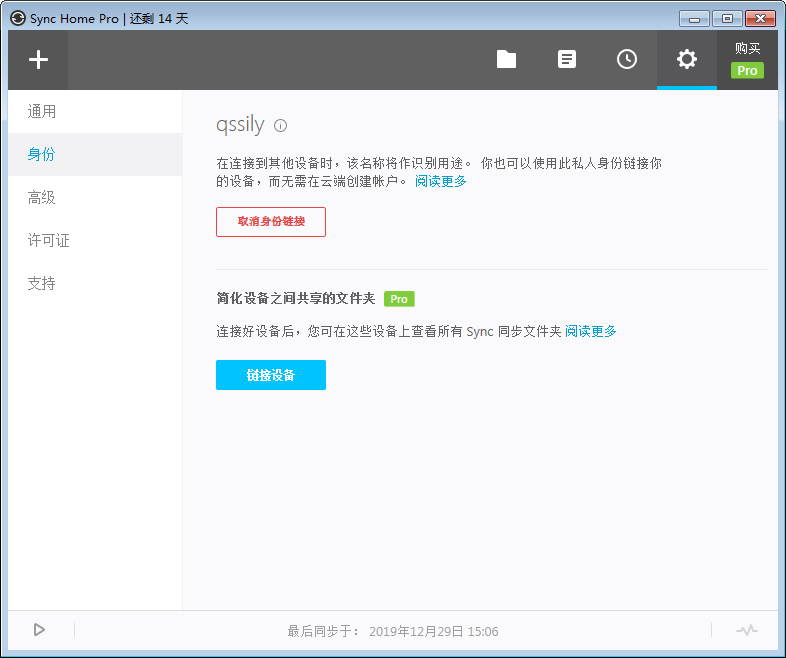 Sync Home Pro | 还剩 14 天
购买
Pro
通用
身份
高级
许可证
支持
qssily
在连接到其他设备时，该名称将作识别用途。 你也可以使用此私人身份链接你
的设备，而无需在云端创建帐户。 阅读更多
取消身份链接
简化设备之间共享的文件夹 Pro
连接好设备后，您可在这些设备上查看所有 Sync 同步文件夹 阅读更多
链接设备
最后同步于： 2019年12月29日 15:06